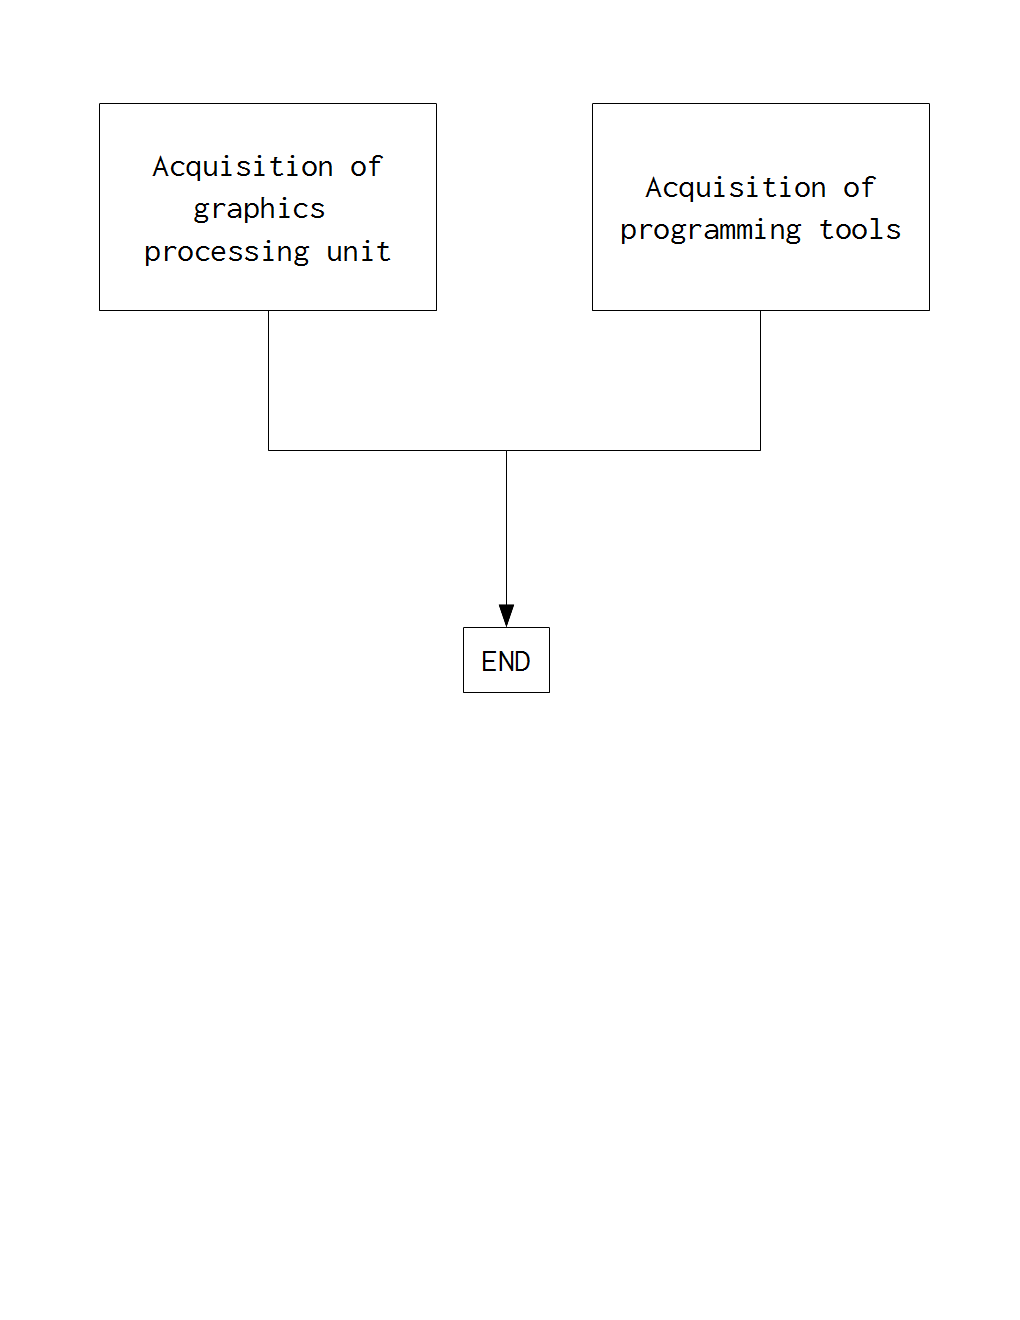 Acquisition of
graphics
processing unit
Acquisition of
programming tools
END